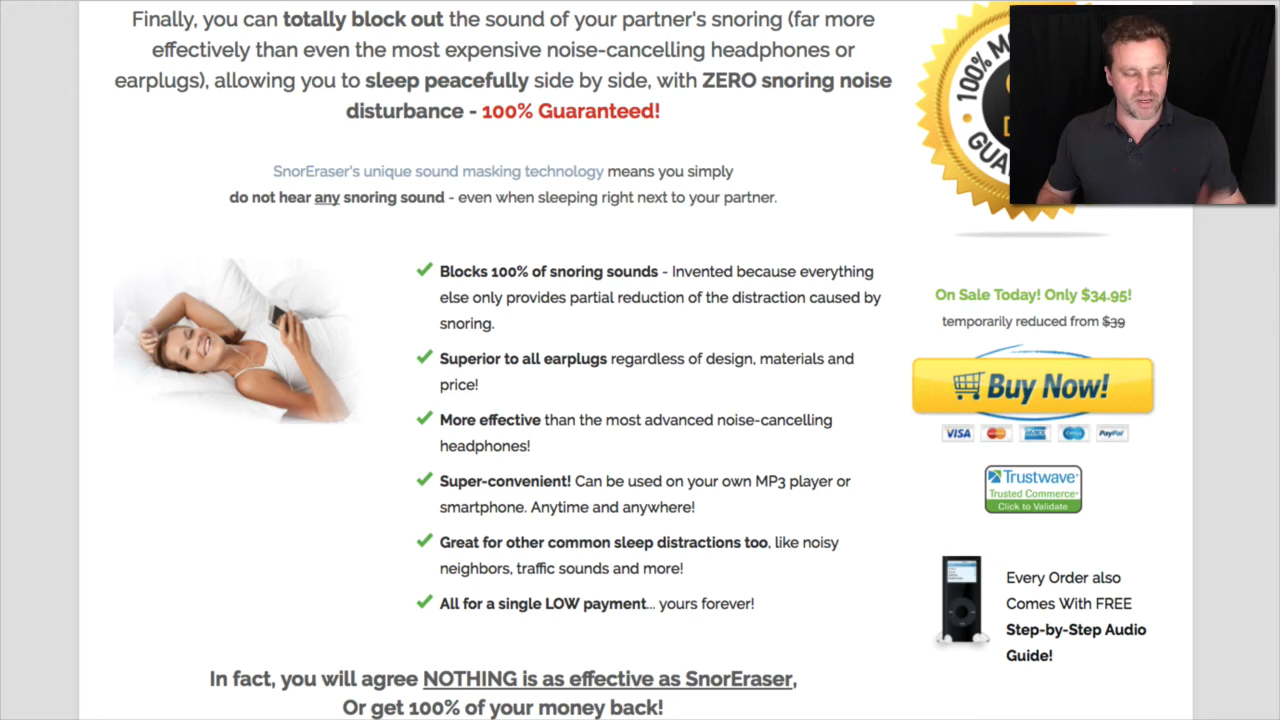 Finally, you can totally block out the sound of your partner's snoring (far more
effectively than even the most expensive noise-cancelling headphones or
earplugs), allowing you to sleep peacefully side by side, with ZERO snoring noise
disturbance - 100% Guaranteed!
SnorEraser's unique sound masking technology means you simply
do not hear any snoring sound - even when sleeping right next to your partner.
Blocks 100% of snoring sounds - Invented because everything
else only provides partial reduction of the distraction caused by
snoring.
Superior to all earplugs regardless of design, materials and
price!
More effective than the most advanced noise-cancelling
headphones!
Super-convenient! Can be used on your own MP3 player or
smartphone. Anytime and anywhere!
Great for other common sleep distractions too, like noisy
neighbors, traffic sounds and more!
All for a single LOW payment... yours forever!
In fact, you will agree NOTHING is as effective as SnorEraser,
Or get 100% of your money back!
100%
On Sale Today! Only $34.95!
temporarily reduced from $39
Buy Now!
VISA
AMEX
PayPal
Trustwave
Trusted Commerce
Click to Validate
Every Order also
Comes With FREE
Step-by-Step Audio
Guide!